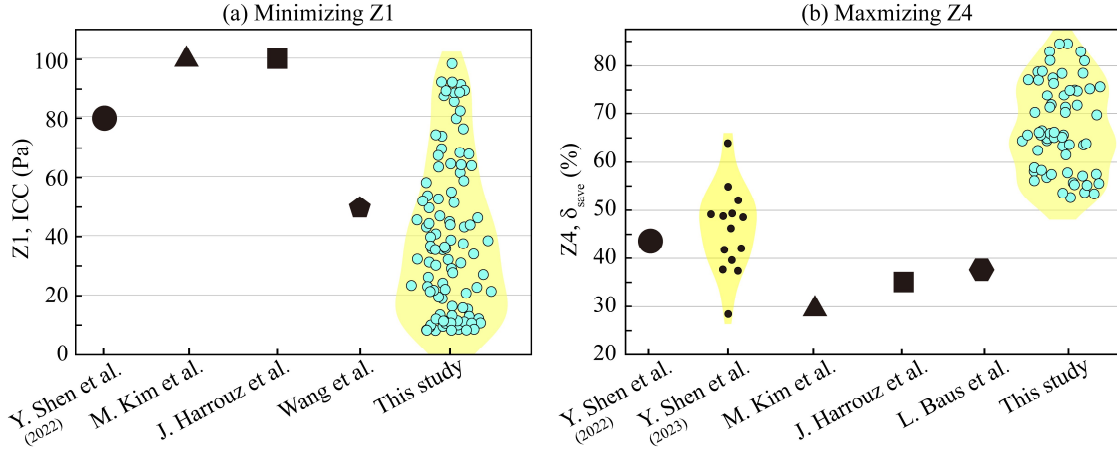 (a) Minimizing Z1
Z1, ICC (Pa)
100
80
60
40
20
0
Y. Shen et al.
(2022)
M. Kim et al.
J. Harrouz et al.
Wang et al.
This study
(b) Maxmizing Z4
Z4, δsɛve (%)
80
70
60
50
40
30
20
Y. Shen et al.
(2022)
Y. Shen et al.
(2023)
M. Kim et al.
J. Harrouz et al.
L. Baus et al.
This study